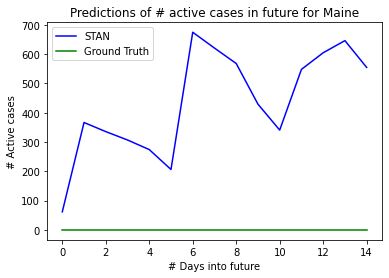 Predictions of # active cases in future for Maine
STAN
Ground Truth
# Active cases
700
600
500
400
300
200
100
0
0 2 4 6 8 10 12 14
# Days into future